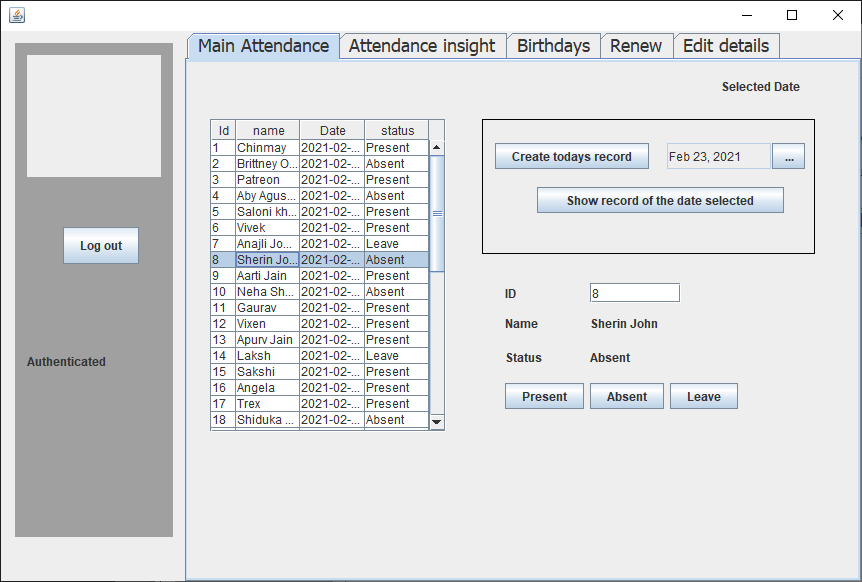 Main Attendance Attendance insight Birthdays Renew Edit details
Log out
Authenticated
Selected Date
Id name Date status
1 Chinmay 2021-02-... Present
2 Brittney O... 2021-02-... Absent
3 Patreon 2021-02-... Present
4 Aby Agus... 2021-02-... Absent
5 Saloni kh... 2021-02-... Present
6 Vivek 2021-02-... Present
7 Anajli Jo... 2021-02-... Leave
8 Sherin Jo... 2021-02-... Absent
9 Aarti Jain 2021-02-... Present
10 Neha Sh... 2021-02-... Absent
11 Gaurav 2021-02-... Present
12 Vixen 2021-02-... Present
13 Apurv Jain 2021-02-... Present
14 Laksh 2021-02-... Leave
15 Sakshi 2021-02-... Present
16 Angela 2021-02-... Present
17 Trex 2021-02-... Present
18 Shiduka ... 2021-02-... Absent
Create todays record Feb 23, 2021 ...
Show record of the date selected
ID 8
Name Sherin John
Status Absent
Present Absent Leave